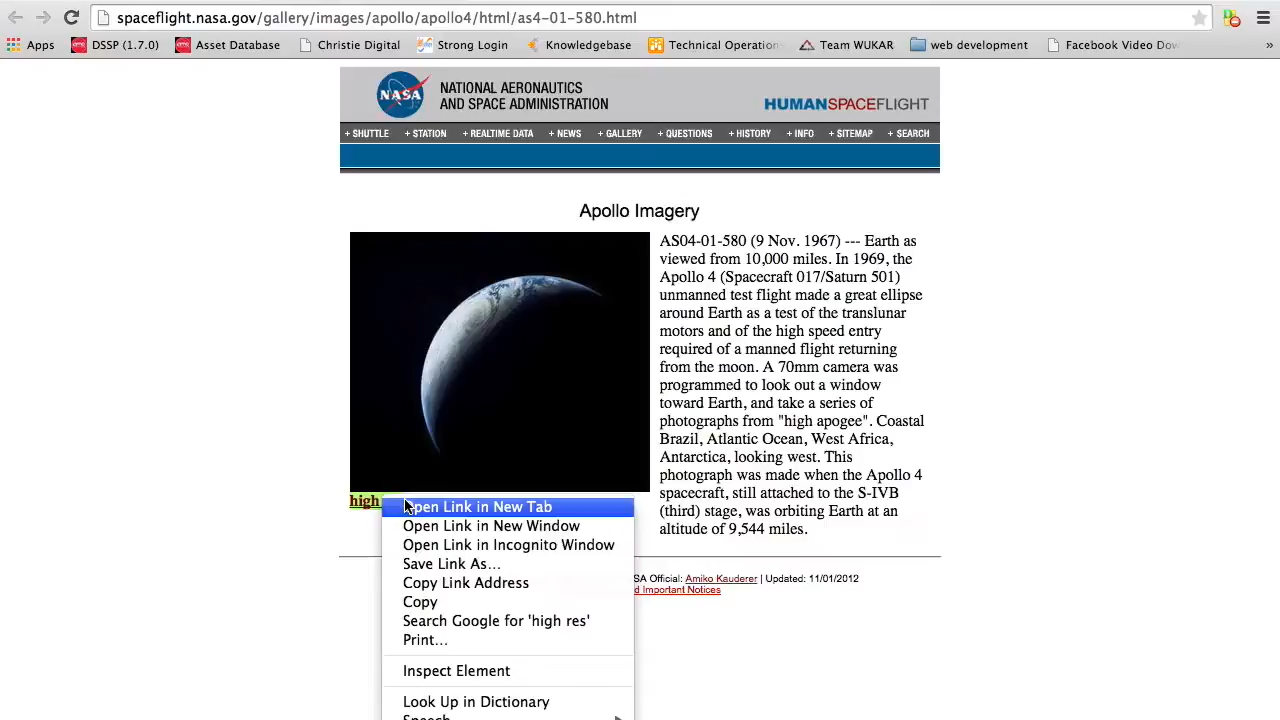 spaceflight.nasa.gov/gallery/images/apollo/apollo4/html/as4-01-580.html
Apps DSSP (1.7.0) Asset Database Christie Digital Strong Login Knowledgebase Technical Operation Team WUKAR web development Facebook Video Dow »
NASA
NATIONAL AERONAUTICS
AND SPACE ADMINISTRATION
HUMANSPACEFLIGHT
+ SHUTTLE + STATION + REALTIME DATA + NEWS + GALLERY + QUESTIONS + HISTORY + INFO + SITEMAP + SEARCH
Apollo Imagery
AS04-01-580 (9 Nov. 1967) --- Earth as
viewed from 10,000 miles. In 1969, the
Apollo 4 (Spacecraft 017/Saturn 501)
unmanned test flight made a great ellipse
around Earth as a test of the translunar
motors and of the high speed entry
required of a manned flight returning
from the moon. A 70mm camera was
programmed to look out a window
toward Earth, and take a series of
photographs from "high apogee". Coastal
Brazil, Atlantic Ocean, West Africa,
Antarctica, looking west. This
photograph was made when the Apollo 4
spacecraft, still attached to the S-IVB
(third) stage, was orbiting Earth at an
altitude of 9,544 miles.
high
Open Link in New Tab
Open Link in New Window
Open Link in Incognito Window
Save Link As...
Copy Link Address
Copy
Search Google for 'high res'
Print...
Inspect Element
Look Up in Dictionary
Speech
SA Official: Amiko Kauderer | Updated: 11/01/2012
d Important Notices